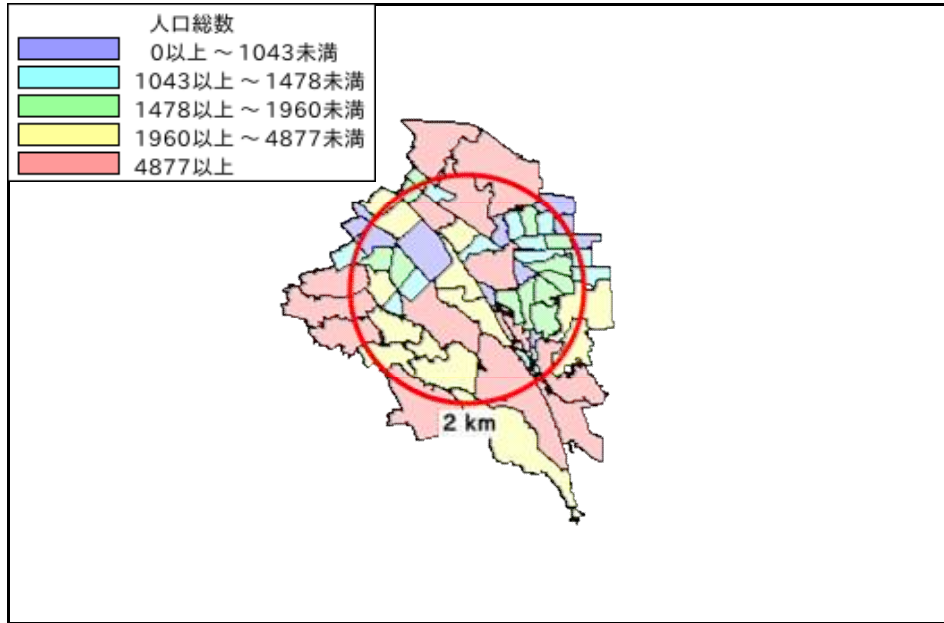 人口総数
0以上 ~ 1043未満
1043以上 ~ 1478未満
1478以上 ~ 1960未満
1960以上 ~ 4877未満
4877以上
2 km